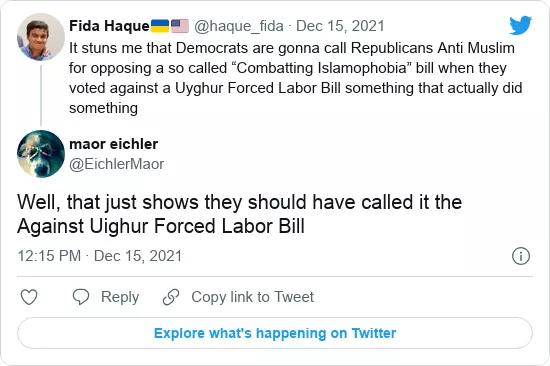 Fida Haque🇺🇦🇺🇸 @haque_fida · Dec 15, 2021
It stuns me that Democrats are gonna call Republicans Anti Muslim
for opposing a so called “Combatting Islamophobia” bill when they
voted against a Uyghur Forced Labor Bill something that actually did
something
maor eichler
@EichlerMaor
Well, that just shows they should have called it the
Against Uighur Forced Labor Bill
12:15 PM · Dec 15, 2021
Reply Copy link to Tweet
Explore what's happening on Twitter